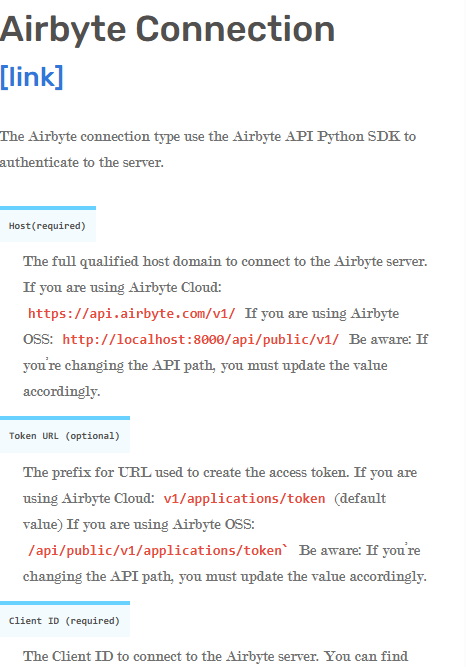 Airbyte Connection
[link]
The Airbyte connection type use the Airbyte API Python SDK to
authenticate to the server.
Host(required)
The full qualified host domain to connect to the Airbyte server.
If you are using Airbyte Cloud:
https://api.airbyte.com/v1/ If you are using Airbyte
OSS: http://localhost:8000/api/public/v1/ Be aware: If
you're changing the API path, you must update the value
accordingly.
Token URL (optional)
The prefix for URL used to create the access token. If you are
using Airbyte Cloud: v1/applications/token (default
value) If you are using Airbyte OSS:
/api/public/v1/applications/token` Be aware: If you're
changing the API path, you must update the value accordingly.
Client ID (required)
The Client ID to connect to the Airbyte server. You can find